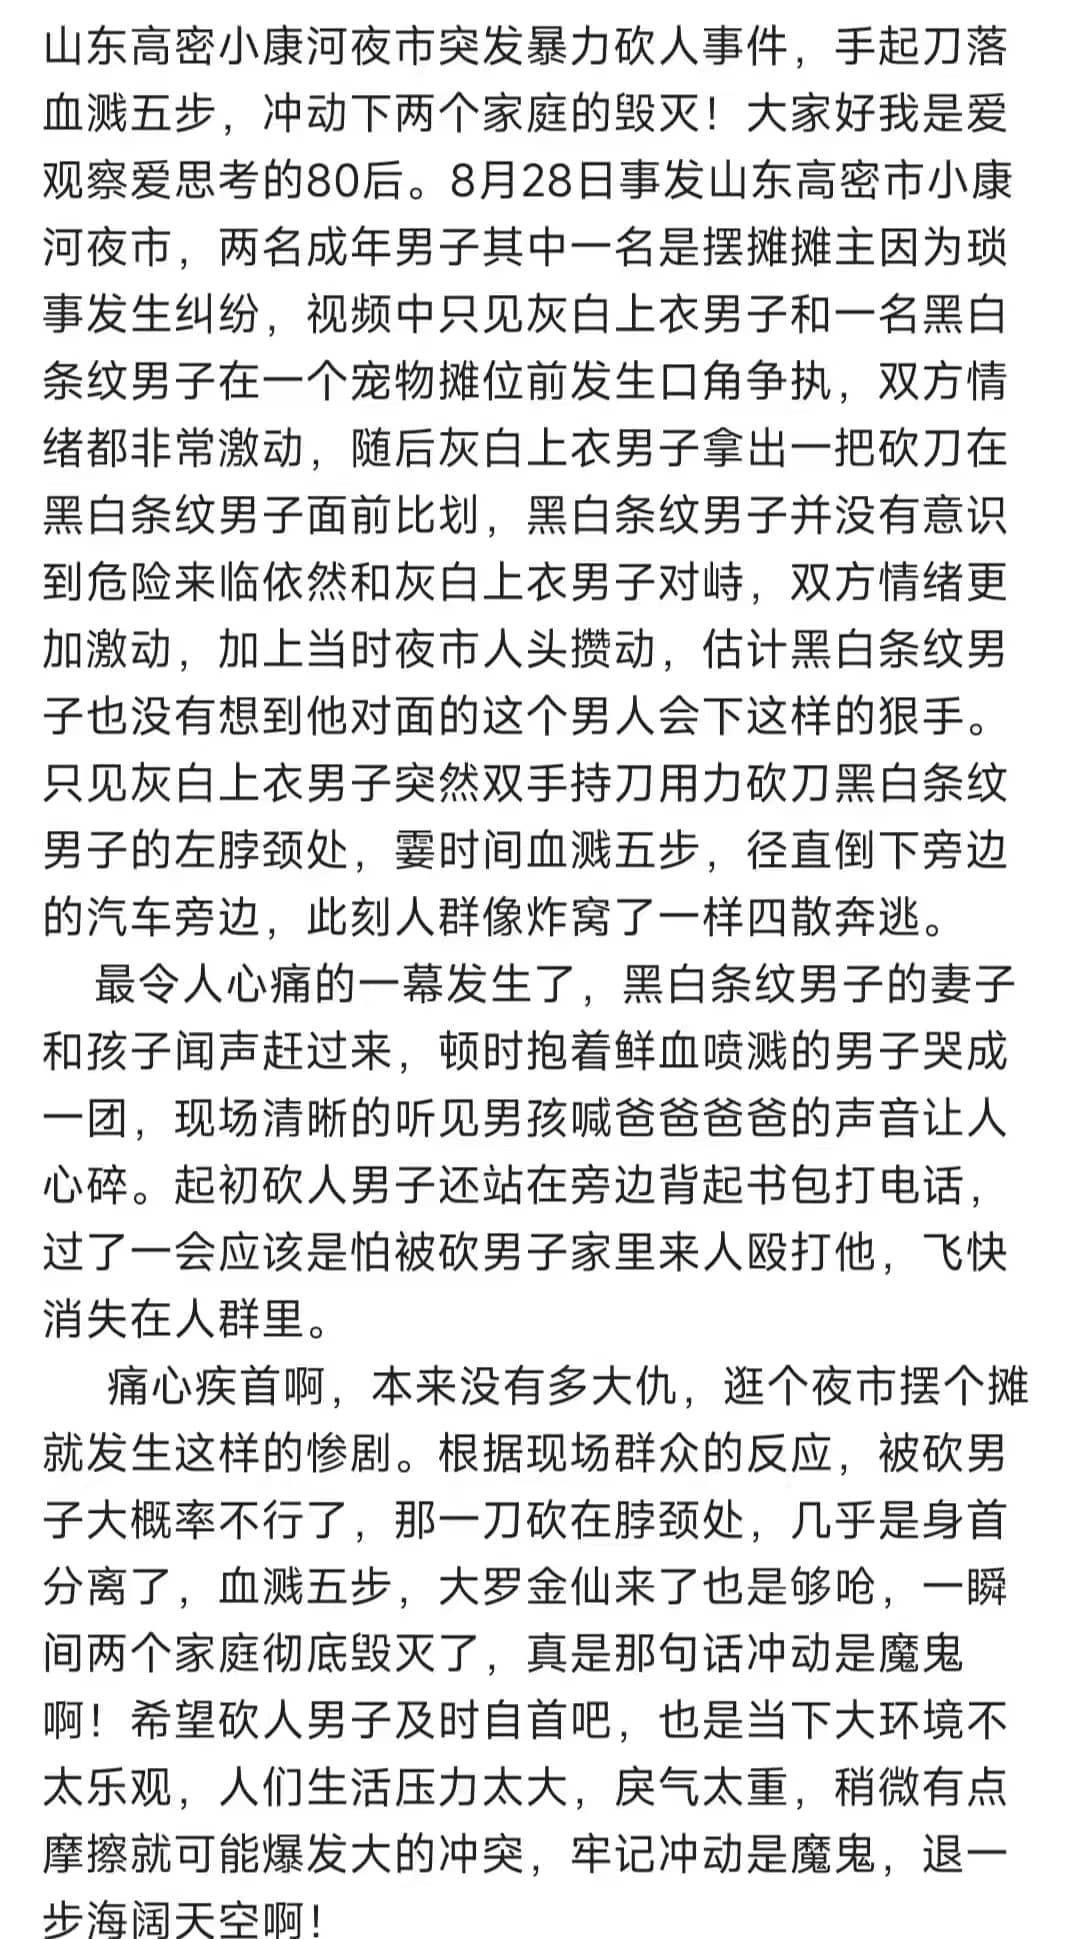 山东高密小康河夜市突发暴力砍人事件，手起刀落
血溅五步，冲动下两个家庭的毁灭！大家好我是爱
观察爱思考的80后。8月28日事发山东高密市小康
河夜市，两名成年男子其中一名是摆摊摊主因为琐
事发生纠纷，视频中只见灰白上衣男子和一名黑白
条纹男子在一个宠物摊位前发生口角争执，双方情
绪都非常激动，随后灰白上衣男子拿出一把砍刀在
黑白条纹男子面前比划，黑白条纹男子并没有意识
到危险来临依然和灰白上衣男子对峙，双方情绪更
加激动，加上当时夜市人头攒动，估计黑白条纹男
子也没有想到他对面的这个男人会下这样的狠手。
只见灰白上衣男子突然双手持刀用力砍刀黑白条纹
男子的左脖颈处，霎时间血溅五步，径直倒下旁边
的汽车旁边，此刻人群像炸窝了一样四散奔逃。
最令人心痛的一幕发生了，黑白条纹男子的妻子
和孩子闻声赶过来，顿时抱着鲜血喷溅的男子哭成
一团，现场清晰的听见男孩喊爸爸爸爸的声音让人
心碎。起初砍人男子还站在旁边背起书包打电话，
过了一会应该是怕被砍男子家里来人殴打他，飞快
消失在人群里。
痛心疾首啊，本来没有多大仇，逛个夜市摆个摊
就发生这样的惨剧。根据现场群众的反应，被砍男
子大概率不行了，那一刀砍在脖颈处，几乎是身首
分离了，血溅五步，大罗金仙来了也是够呛，一瞬
间两个家庭彻底毁灭了，真是那句话冲动是魔鬼
啊！希望砍人男子及时自首吧，也是当下大环境不
太乐观，人们生活压力太大，戾气太重，稍微有点
摩擦就可能爆发大的冲突，牢记冲动是魔鬼，退一
步海阔天空啊！